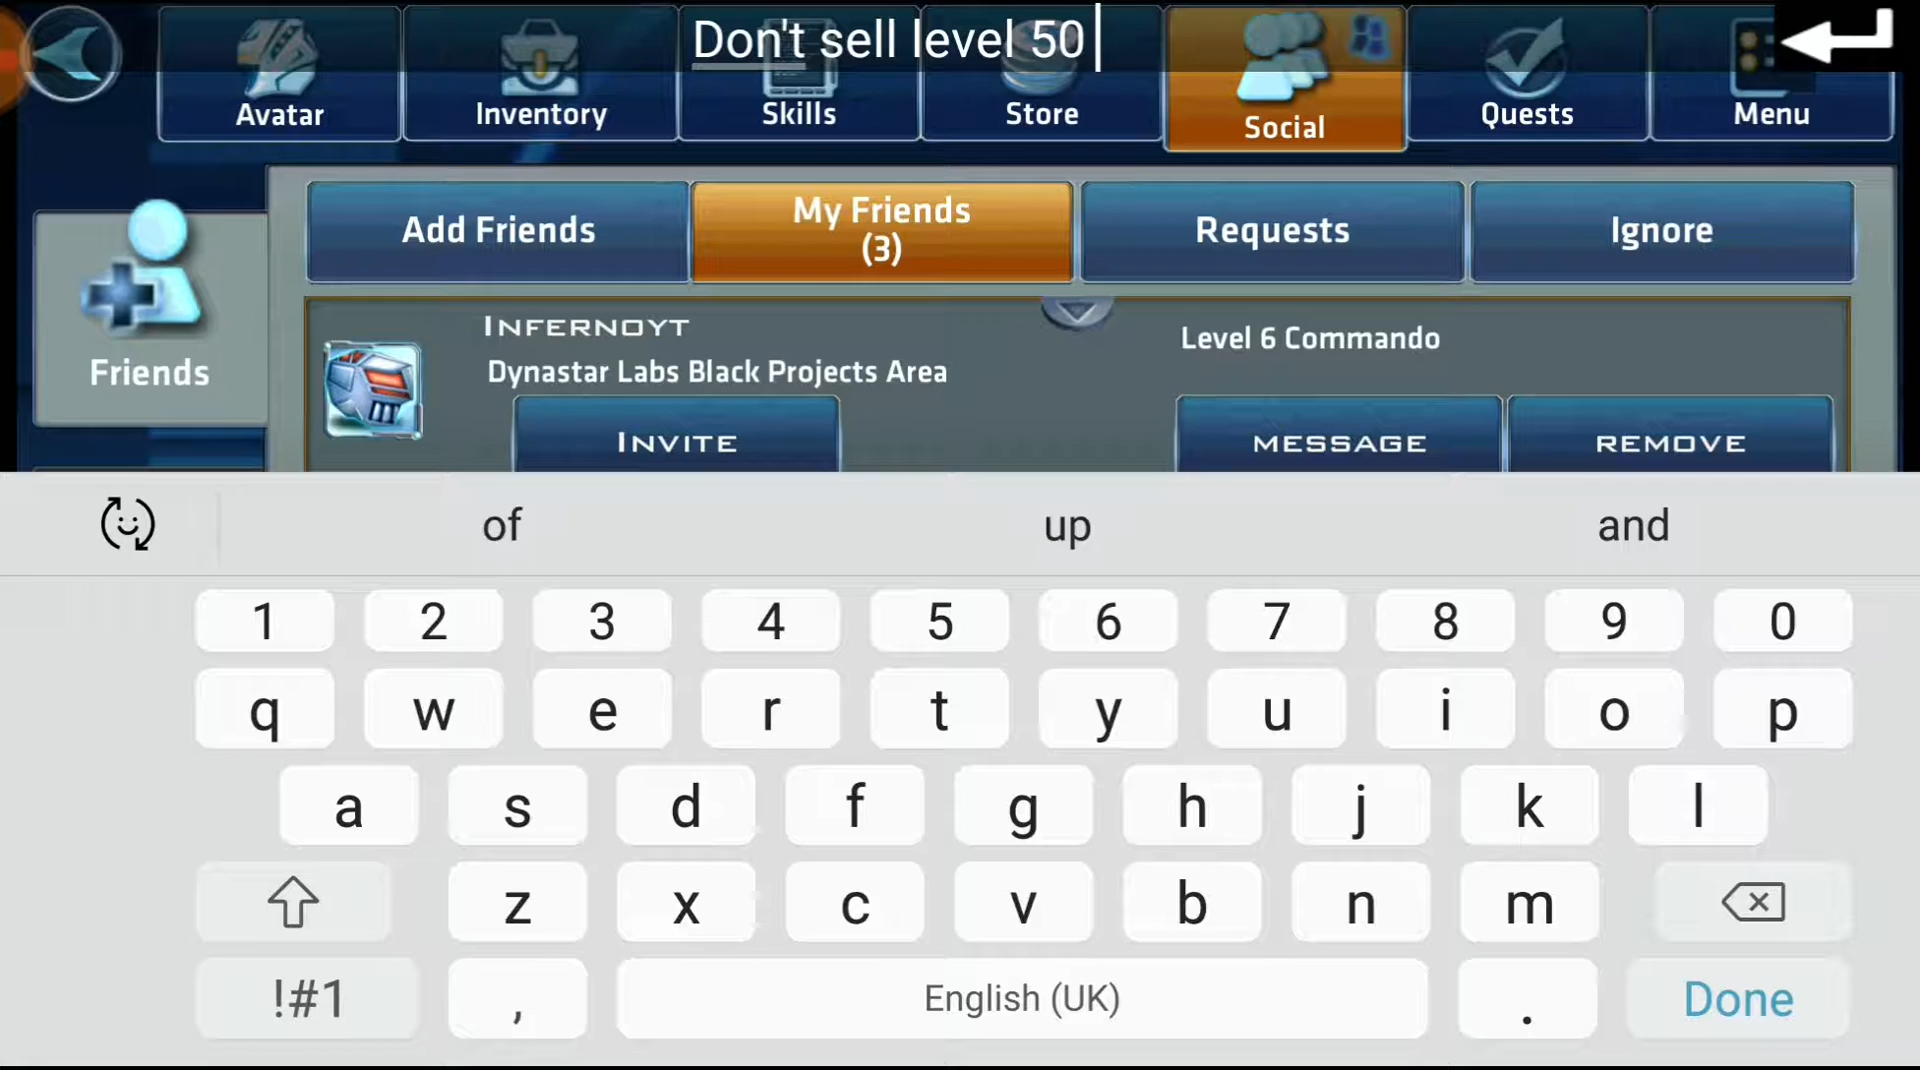 Don't sell level 50
Avatar
Inventory
Skills
Store
Social
Quests
Menu
Add Friends
My Friends
(3)
Requests
Ignore
Friends
INFERNOYT
Dynastar Labs Black Projects Area
Level 6 Commando
INVITE
MESSAGE
REMOVE
of up and
1 2 3 4 5 6 7 8 9 0
q w e r t y u i o p
a s d f g h j k l
z x c v b n m
!#1 , English (UK) . Done